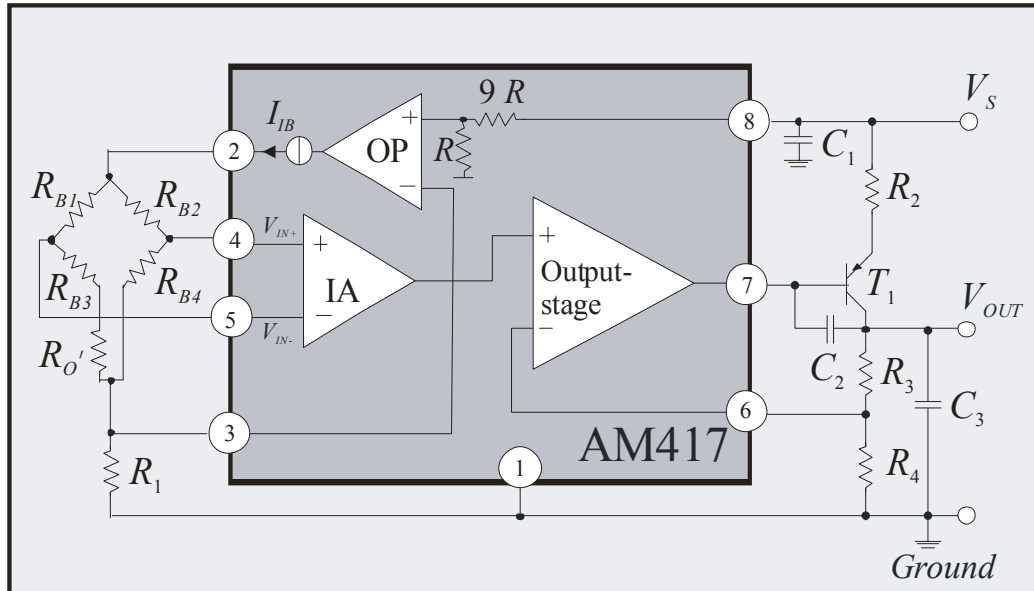 9 R
V_S
I_IB
8
+
OP
R
C_1
2
−
R_2
R_B1
R_B2
4
V_IN+
+
+
Output-
stage
7
T_1
V_OUT
R_B3
R_B4
IA
−
5
V_IN-
−
C_2
R_3
R_O'
6
C_3
3
AM417
R_1
1
R_4
Ground